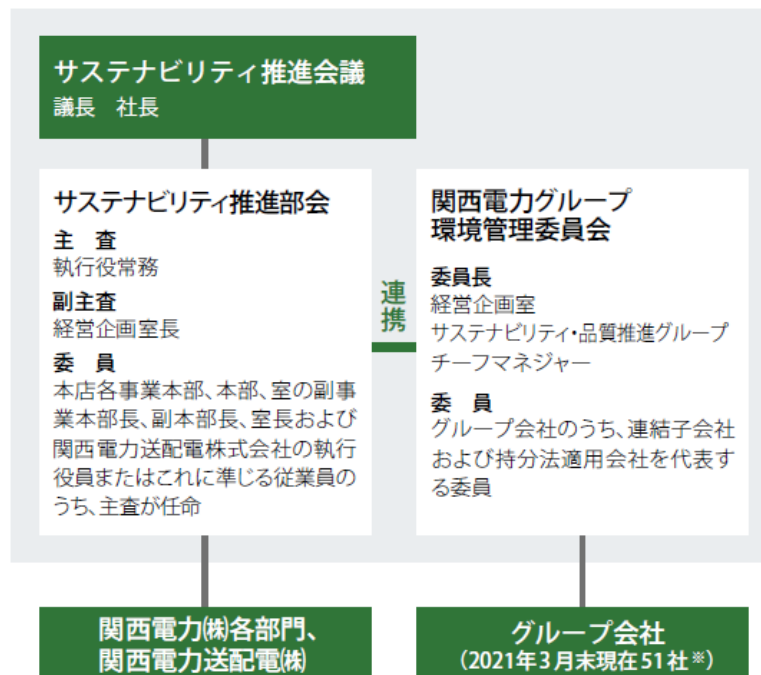 サステナビリティ推進会議
議長　社長
サステナビリティ推進部会
主　査
執行役常務
副主査
経営企画室長
委　員
本店各事業本部、本部、室の副事
業本部長、副本部長、室長および
関西電力送配電株式会社の執行
役員またはこれに準じる従業員の
うち、主査が任命
連携
関西電力グループ
環境管理委員会
委員長
経営企画室
サステナビリティ・品質推進グループ
チーフマネジャー
委　員
グループ会社のうち、連結子会社
および持分法適用会社を代表す
る委員
関西電力㈱各部門、
関西電力送配電㈱
グループ会社
（2021年3月末現在51社※）